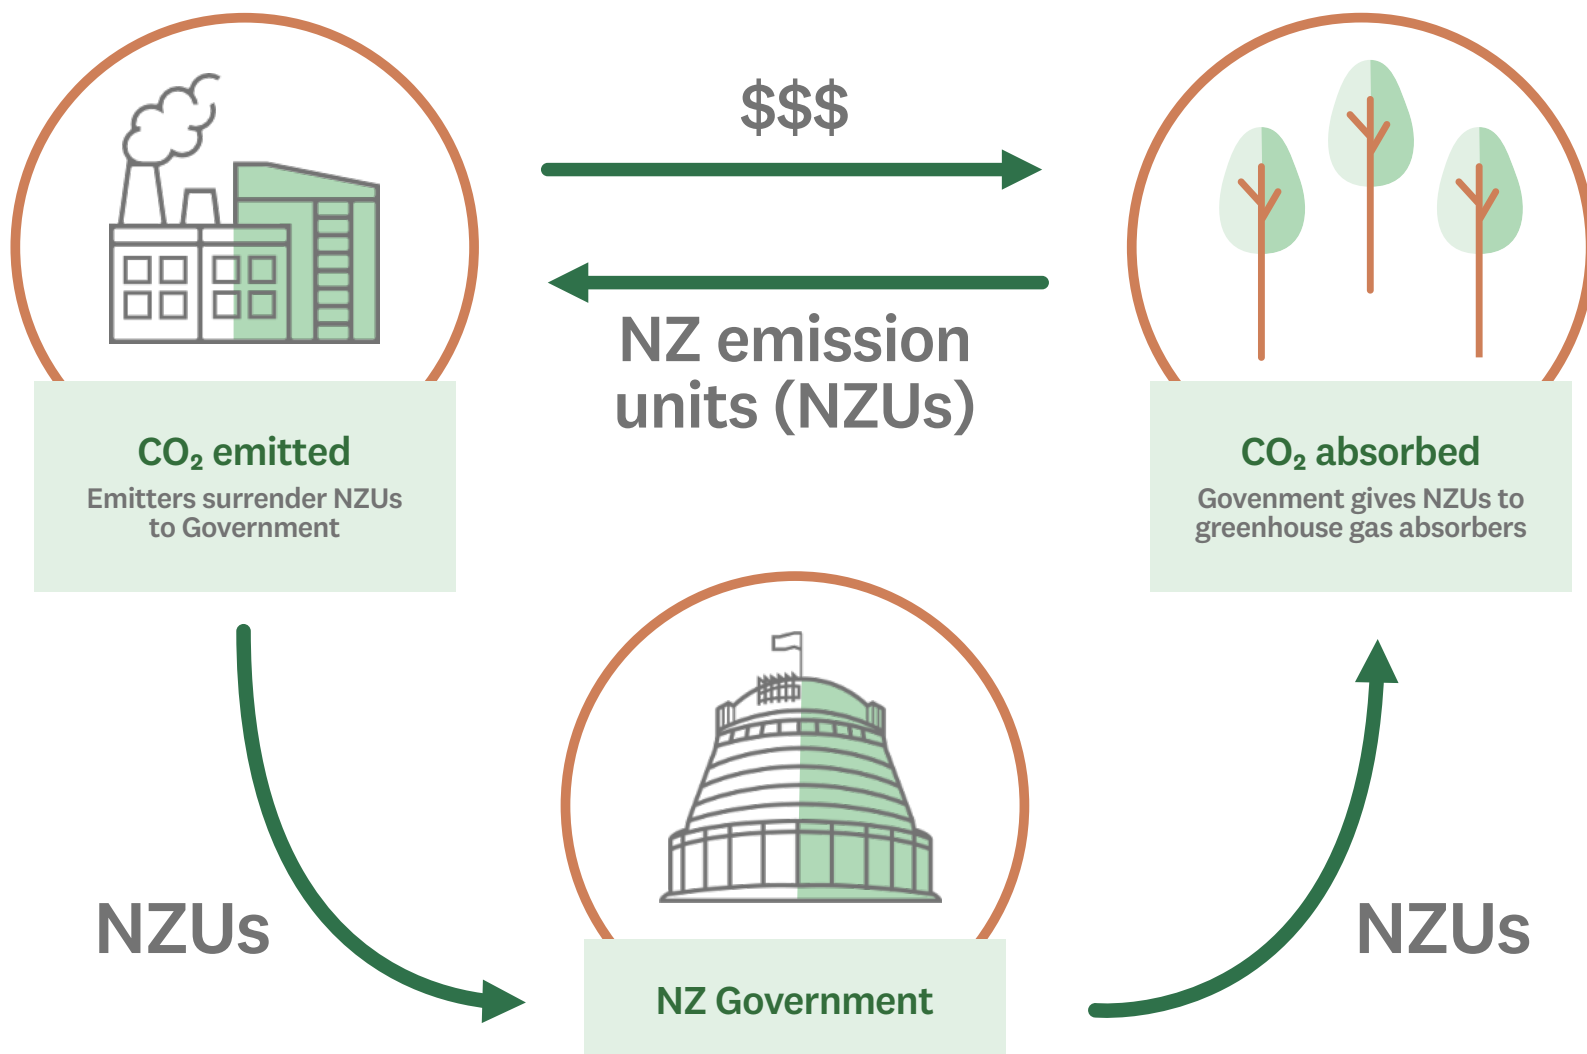 $$$
NZ emission
units (NZUs)
CO₂ emitted
Emitters surrender NZUs
to Government
CO₂ absorbed
Govenment gives NZUs to
greenhouse gas absorbers
NZUs
NZUs
NZ Government